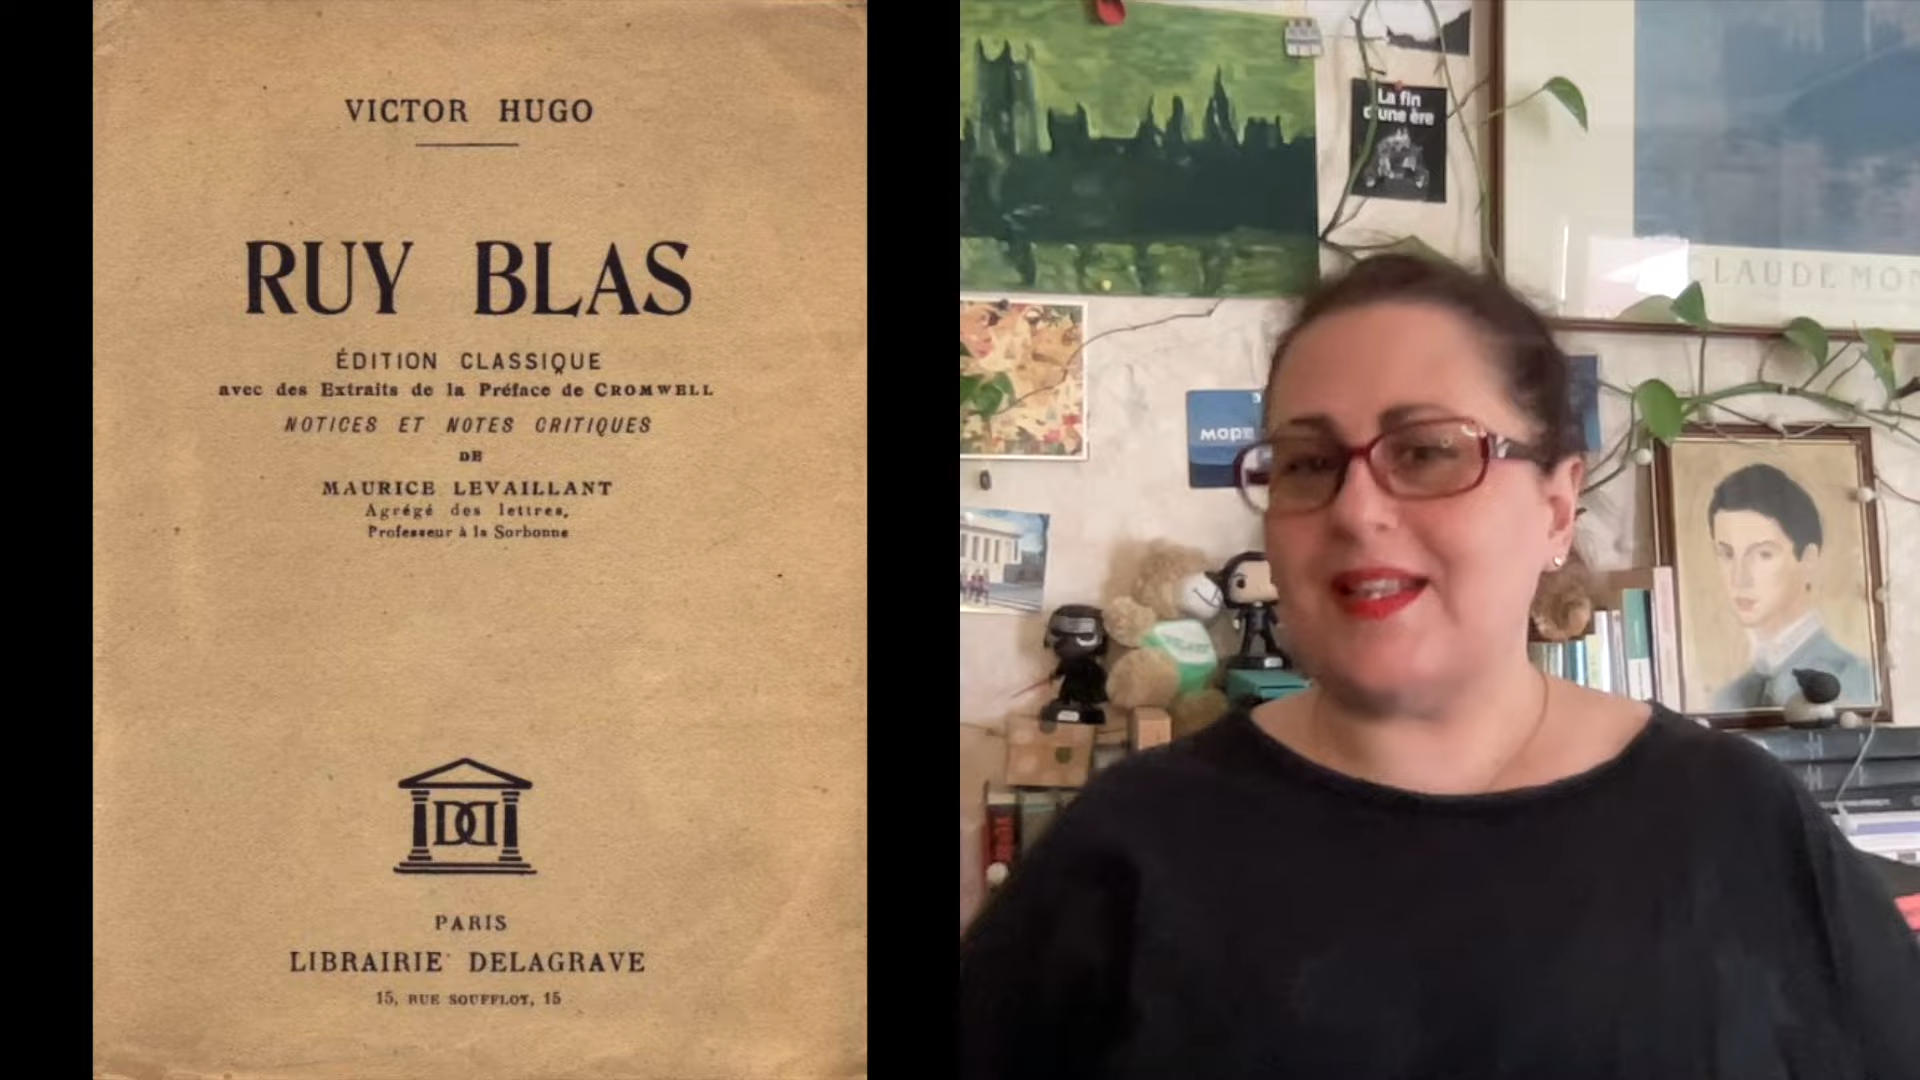 VICTOR HUGO
RUY BLAS
ÉDITION CLASSIQUE
avec des Extraits de la Préface de CROMWELL
NOTICES ET NOTES CRITIQUES
DE
MAURICE LEVAILLANT
Agrégé des lettres,
Professeur à la Sorbonne
DD
PARIS
LIBRAIRIE DELAGRAVE
15, RUE SOUFFLOT, 15
La fin
d'une ère
CLAUDE MON
море